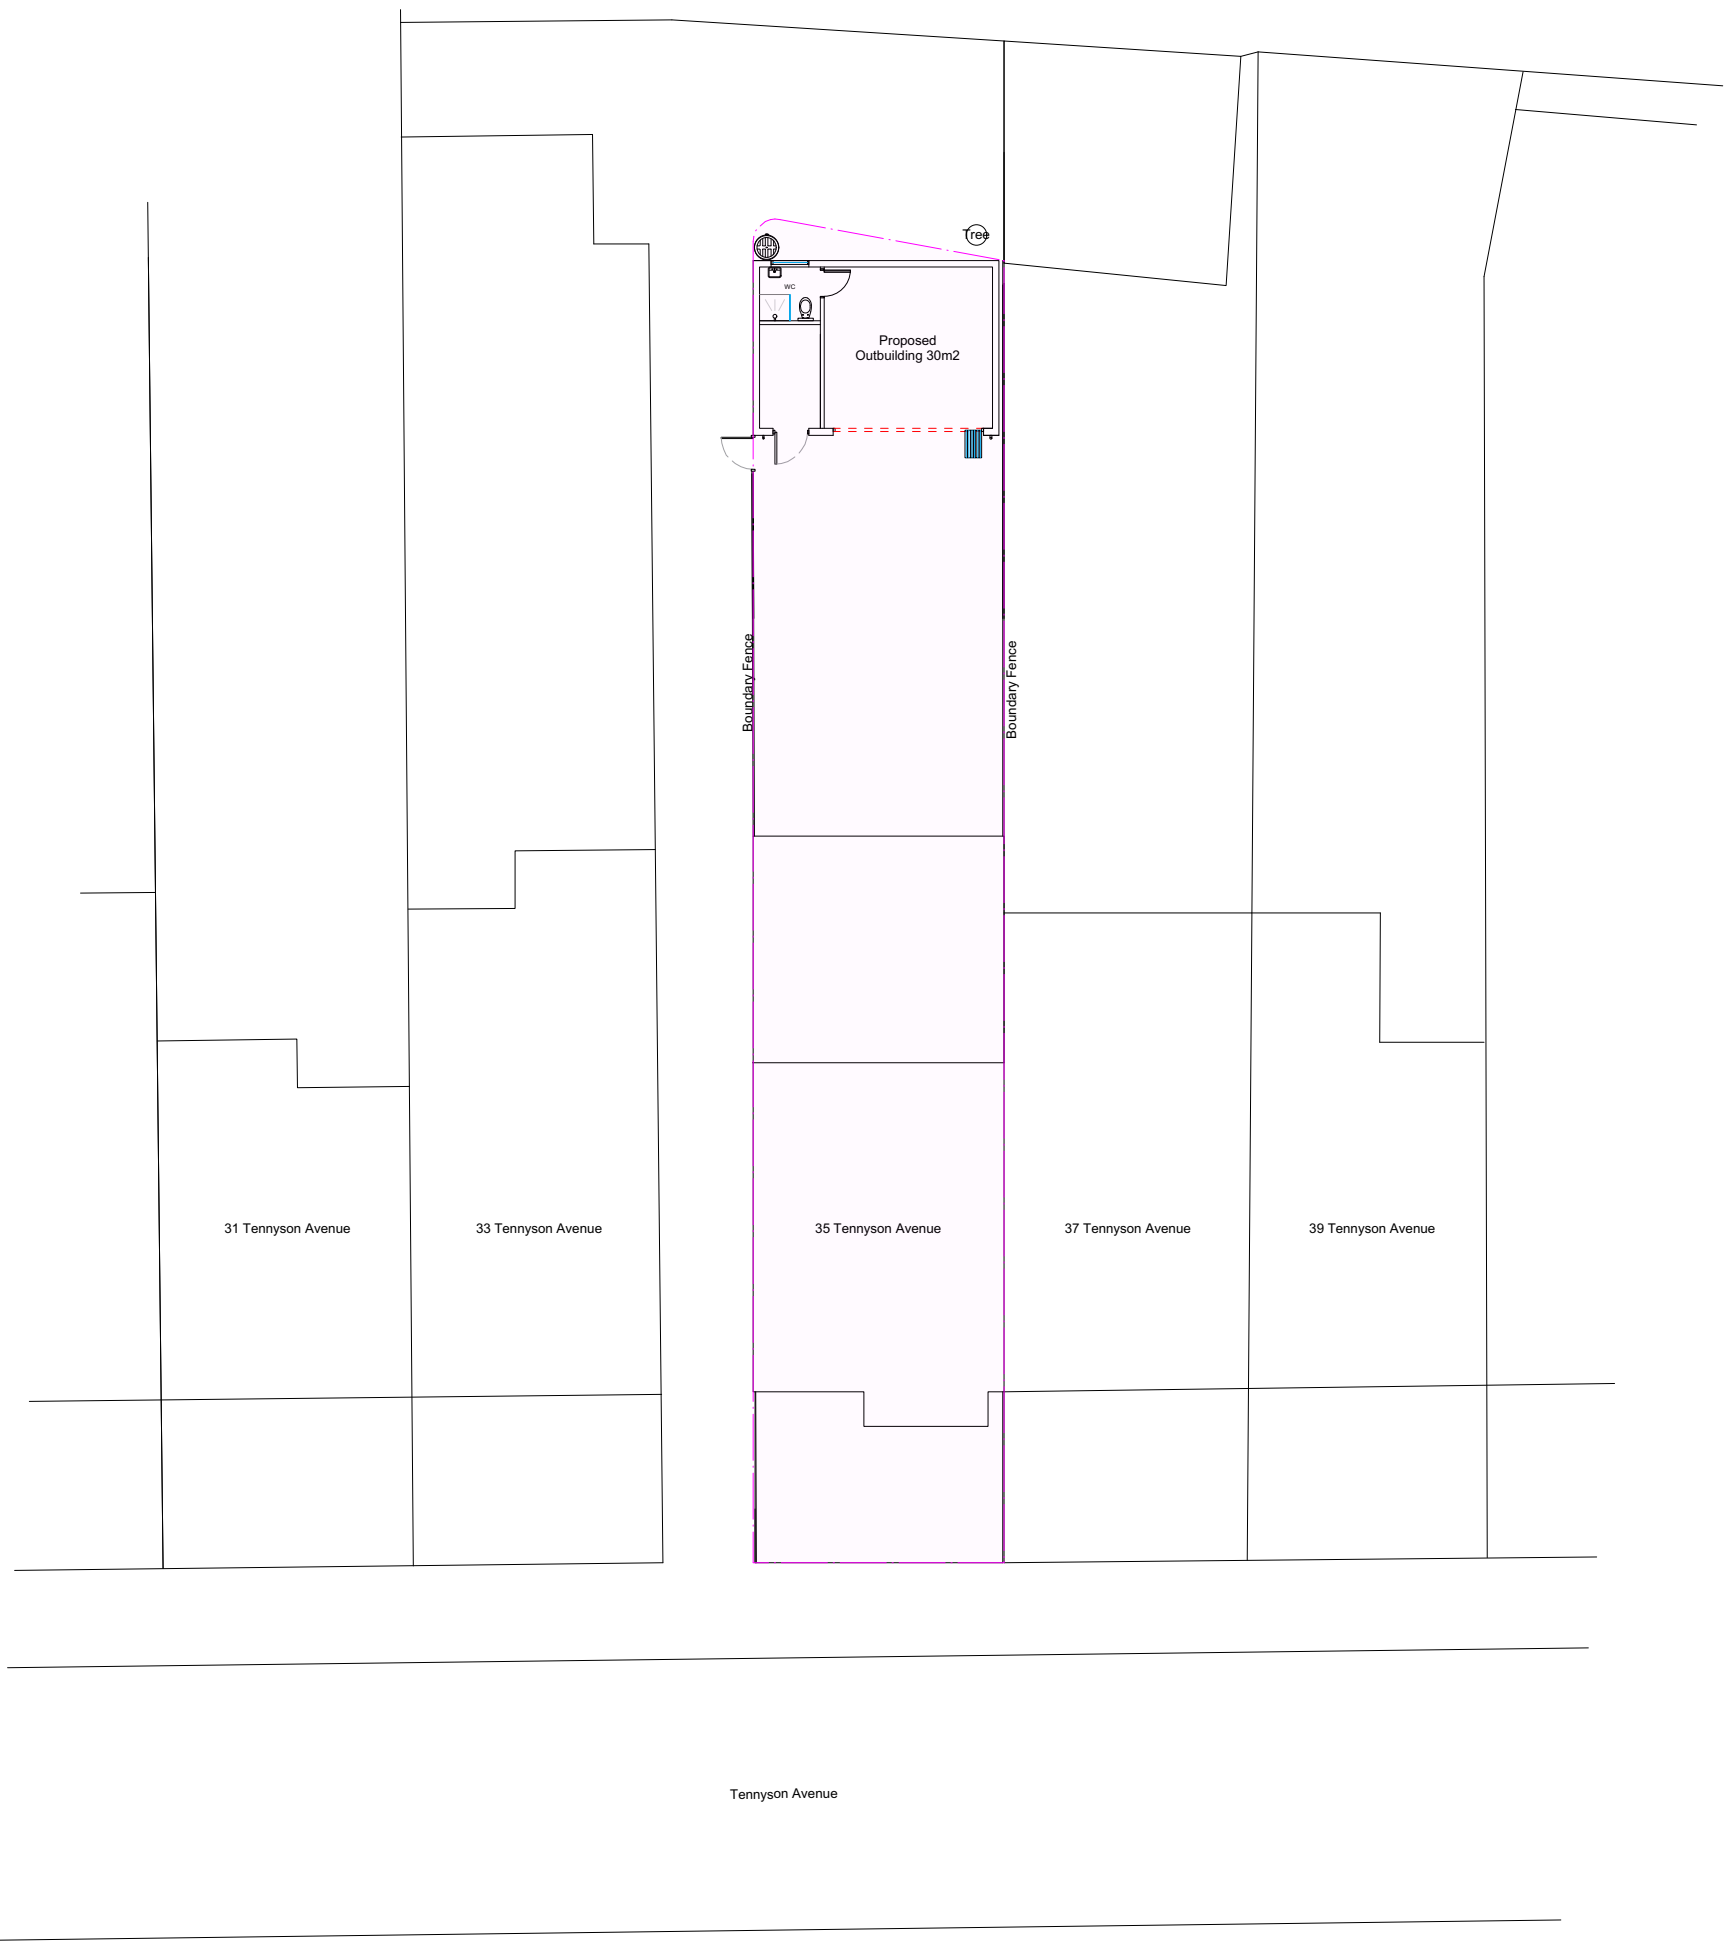 Tree
WC
Proposed
Outbuilding 30m2
Boundary Fence
Boundary Fence
31 Tennyson Avenue
33 Tennyson Avenue
35 Tennyson Avenue
37 Tennyson Avenue
39 Tennyson Avenue
Tennyson Avenue